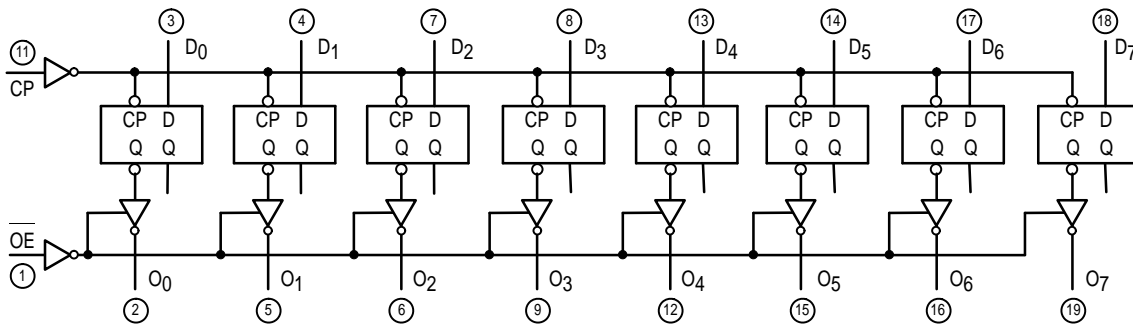 3 4 7 8 13 14 17 18
11 D0 D1 D2 D3 D4 D5 D6 D7
CP
CP D CP D CP D CP D CP D CP D CP D CP D
Q Q Q Q Q Q Q Q Q Q Q Q Q Q Q Q
OE
1 O0 O1 O2 O3 O4 O5 O6 O7
2 5 6 9 12 15 16 19